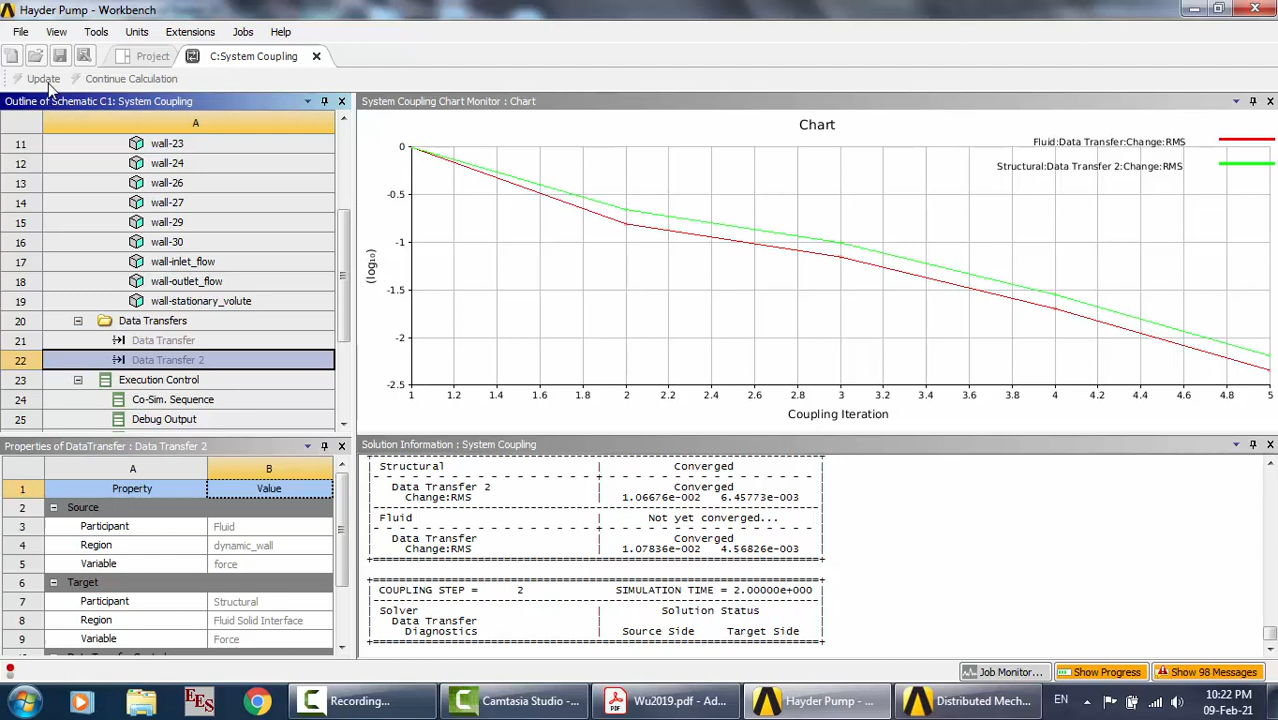 Hayder Pump - Workbench
File View Tools Units Extensions Jobs Help
Project C:System Coupling
Update Continue Calculation
Outline of Schematic C1: System Coupling
A
11 wall-23
12 wall-24
13 wall-26
14 wall-27
15 wall-29
16 wall-30
17 wall-inlet_flow
18 wall-outlet_flow
19 wall-stationary_volute
20 Data Transfers
21 Data Transfer
22 Data Transfer 2
23 Execution Control
24 Co-Sim. Sequence
25 Debug Output
Properties of DataTransfer : Data Transfer 2
A B
1 Property Value
2 Source
3 Participant Fluid
4 Region dynamic_wall
5 Variable force
6 Target
7 Participant Structural
8 Region Fluid Solid Interface
9 Variable Force
System Coupling Chart Monitor : Chart
Chart
Fluid:Data Transfer:Change:RMS
Structural:Data Transfer 2:Change:RMS
0
-0.5
-1
-1.5
-2
-2.5
(log₁₀)
1 1.2 1.4 1.6 1.8 2 2.2 2.4 2.6 2.8 3 3.2 3.4 3.6 3.8 4 4.2 4.4 4.6 4.8 5
Coupling Iteration
Solution Information : System Coupling
Structural Converged
Data Transfer 2 Converged
Change:RMS 1.06676e-002 6.45773e-003
Fluid Not yet converged...
Data Transfer Converged
Change:RMS 1.07836e-002 4.56826e-003
COUPLING STEP = 2 SIMULATION TIME = 2.00000e+000
Solver Solution Status
Data Transfer
Diagnostics Source Side Target Side
Job Monitor... Show Progress Show 98 Messages
EES Recording... Camtasia Studio -... Wu2019.pdf - Ad... Hayder Pump - ... Distributed Mech... EN 10:22 PM
09-Feb-21